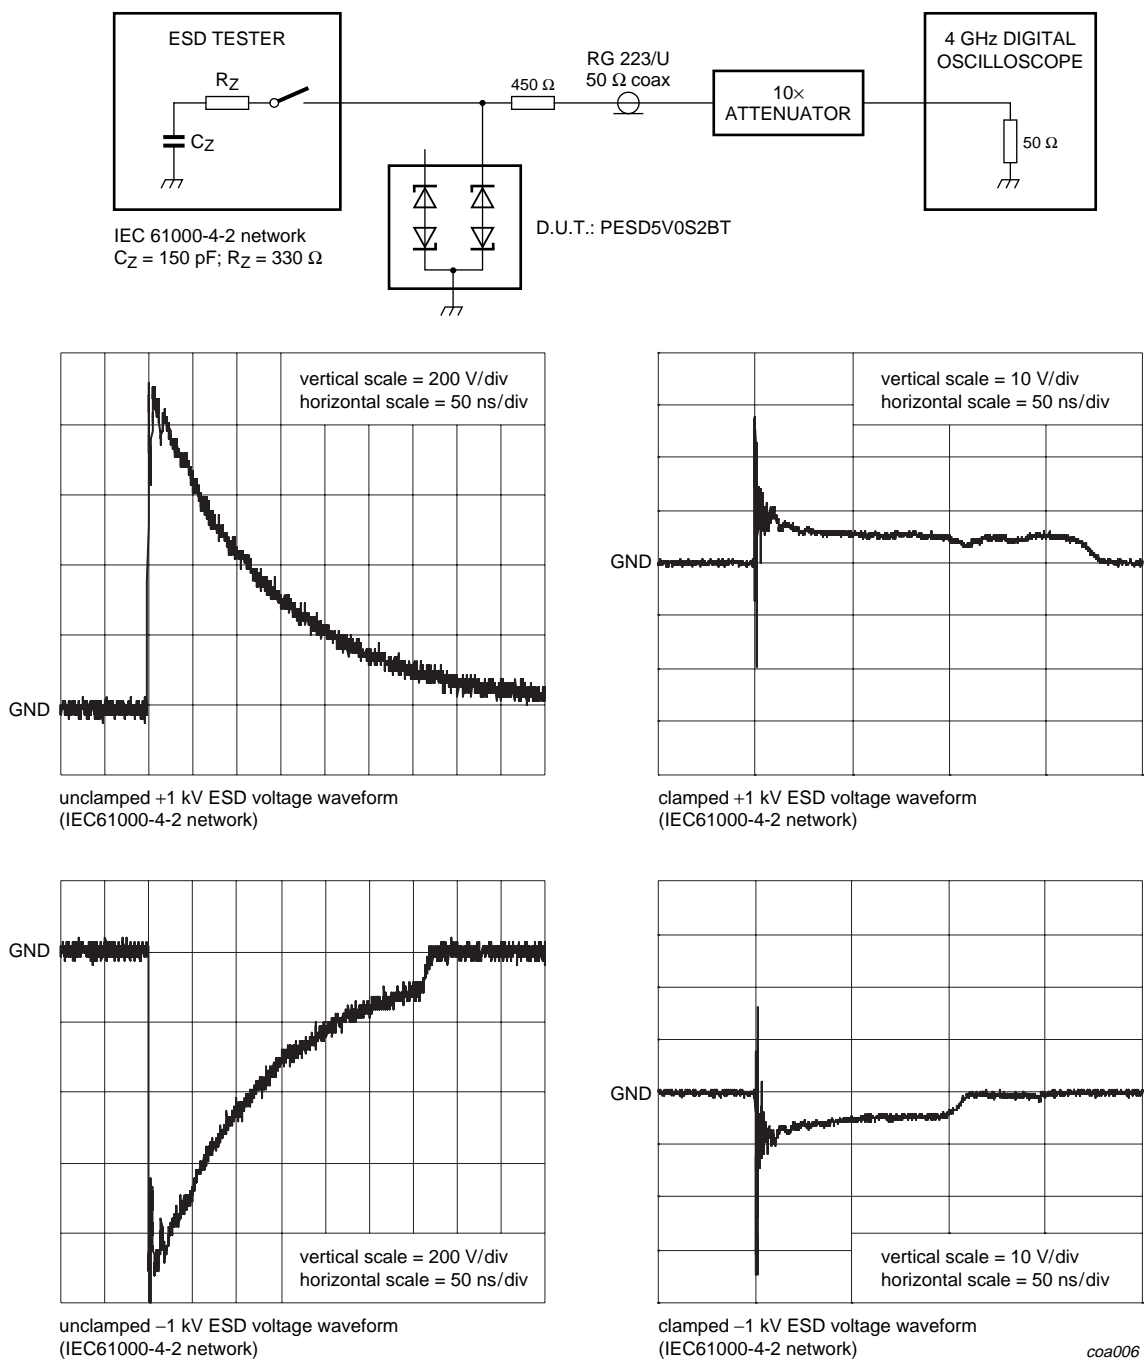 ESD TESTER
RZ
CZ
IEC 61000-4-2 network
CZ = 150 pF; RZ = 330 Ω
450 Ω
RG 223/U
50 Ω coax
10×
ATTENUATOR
4 GHz DIGITAL
OSCILLOSCOPE
50 Ω
D.U.T.: PESD5V0S2BT
vertical scale = 200 V/div
horizontal scale = 50 ns/div
GND
unclamped +1 kV ESD voltage waveform
(IEC61000-4-2 network)
vertical scale = 10 V/div
horizontal scale = 50 ns/div
GND
clamped +1 kV ESD voltage waveform
(IEC61000-4-2 network)
GND
vertical scale = 200 V/div
horizontal scale = 50 ns/div
unclamped −1 kV ESD voltage waveform
(IEC61000-4-2 network)
GND
vertical scale = 10 V/div
horizontal scale = 50 ns/div
clamped −1 kV ESD voltage waveform
(IEC61000-4-2 network)
coa006